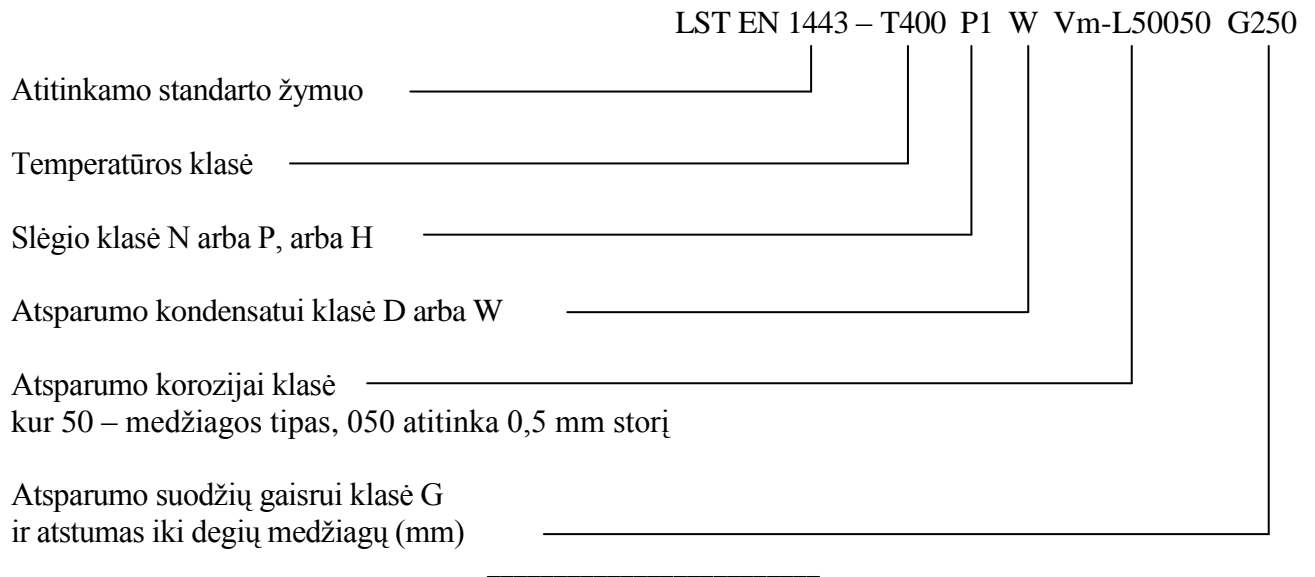 LST EN 1443 – T400 P1 W Vm-L50050 G250
Atitinkamo standarto žymuo
Temperatūros klasė
Slėgio klasė N arba P, arba H
Atsparumo kondensatui klasė D arba W
Atsparumo korozijai klasė
kur 50 – medžiagos tipas, 050 atitinka 0,5 mm storį
Atsparumo suodžių gaisrui klasė G
ir atstumas iki degių medžiagų (mm)